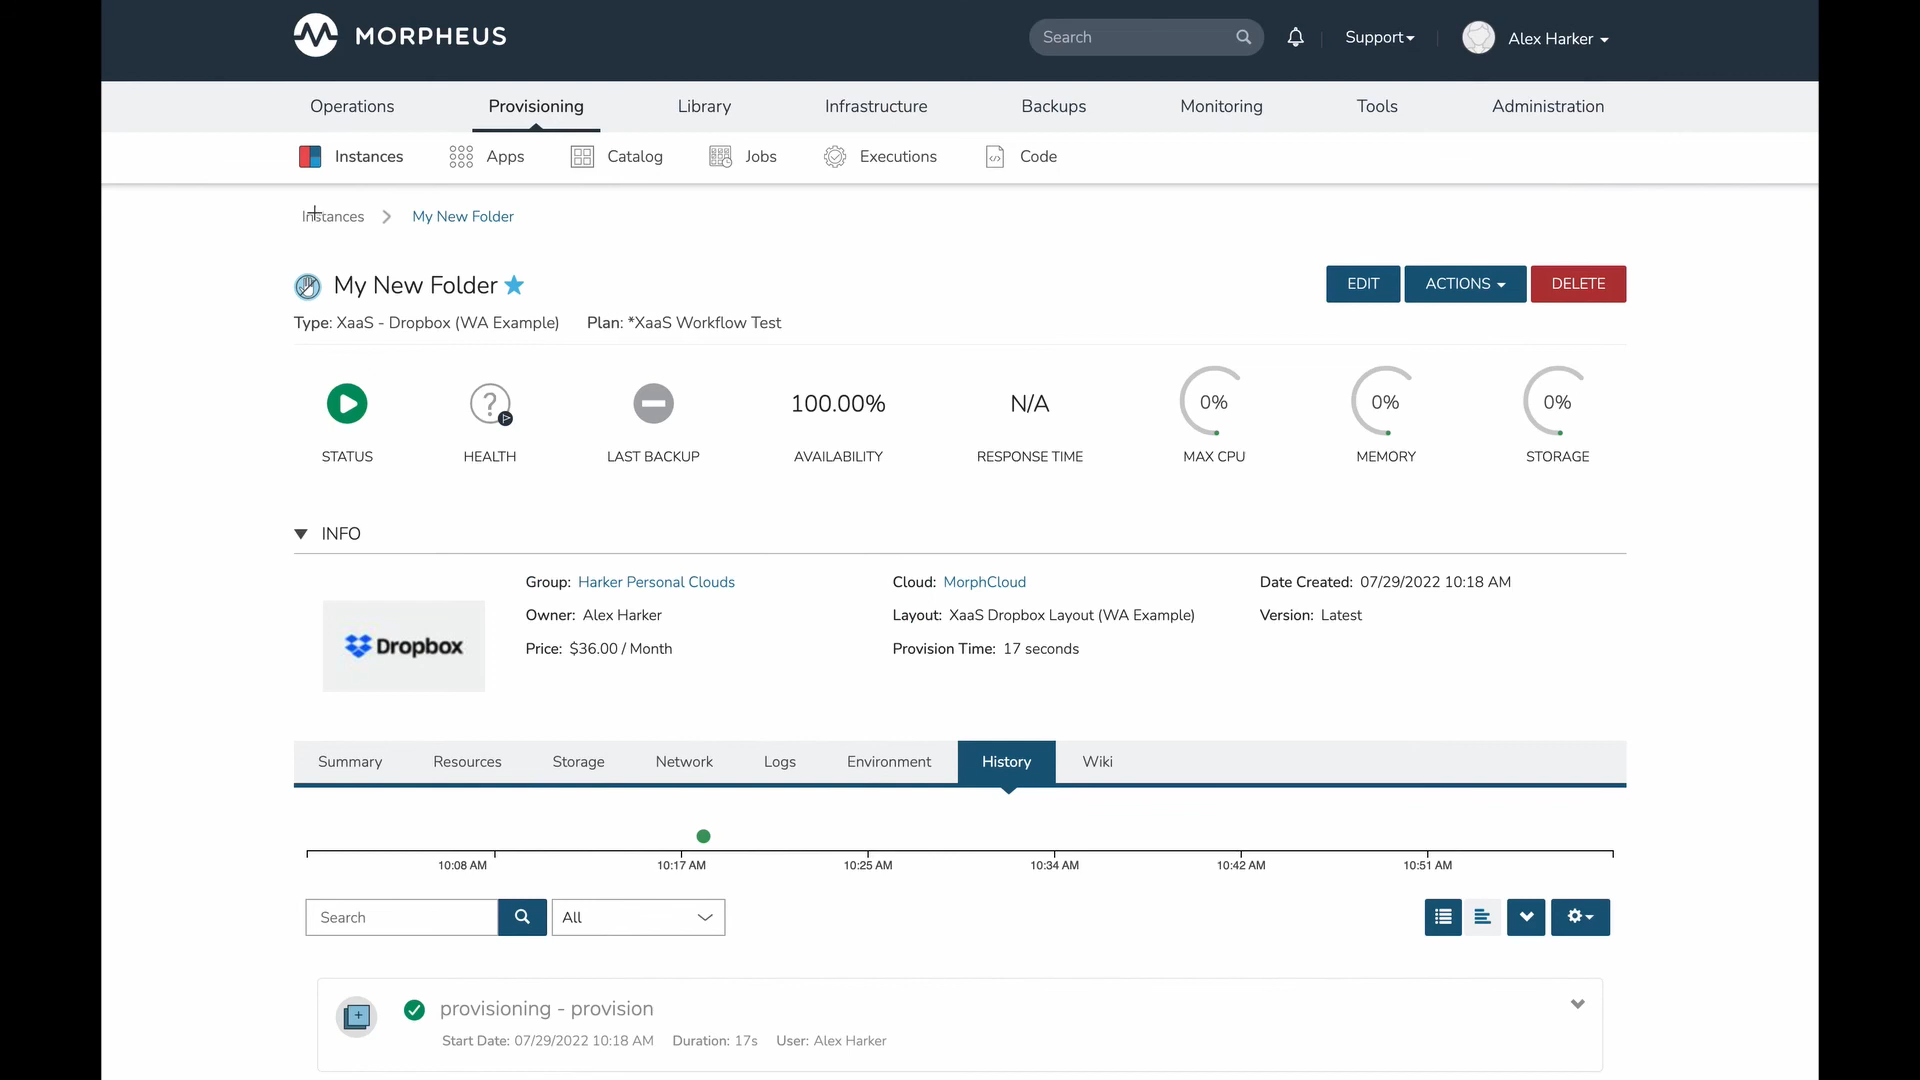 MORPHEUS
Search
Support
Alex Harker
Operations
Provisioning
Library
Infrastructure
Backups
Monitoring
Tools
Administration
Instances
Apps
Catalog
Jobs
Executions
Code
Instances
My New Folder
My New Folder
EDIT
ACTIONS
DELETE
Type: XaaS - Dropbox (WA Example)
Plan: *XaaS Workflow Test
100.00%
N/A
0%
0%
0%
STATUS
HEALTH
LAST BACKUP
AVAILABILITY
RESPONSE TIME
MAX CPU
MEMORY
STORAGE
INFO
Dropbox
Group: Harker Personal Clouds
Cloud: MorphCloud
Date Created: 07/29/2022 10:18 AM
Owner: Alex Harker
Layout: XaaS Dropbox Layout (WA Example)
Version: Latest
Price: $36.00 / Month
Provision Time: 17 seconds
Summary
Resources
Storage
Network
Logs
Environment
History
Wiki
10:08 AM
10:17 AM
10:25 AM
10:34 AM
10:42 AM
10:51 AM
Search
All
provisioning - provision
Start Date: 07/29/2022 10:18 AM
Duration: 17s
User: Alex Harker